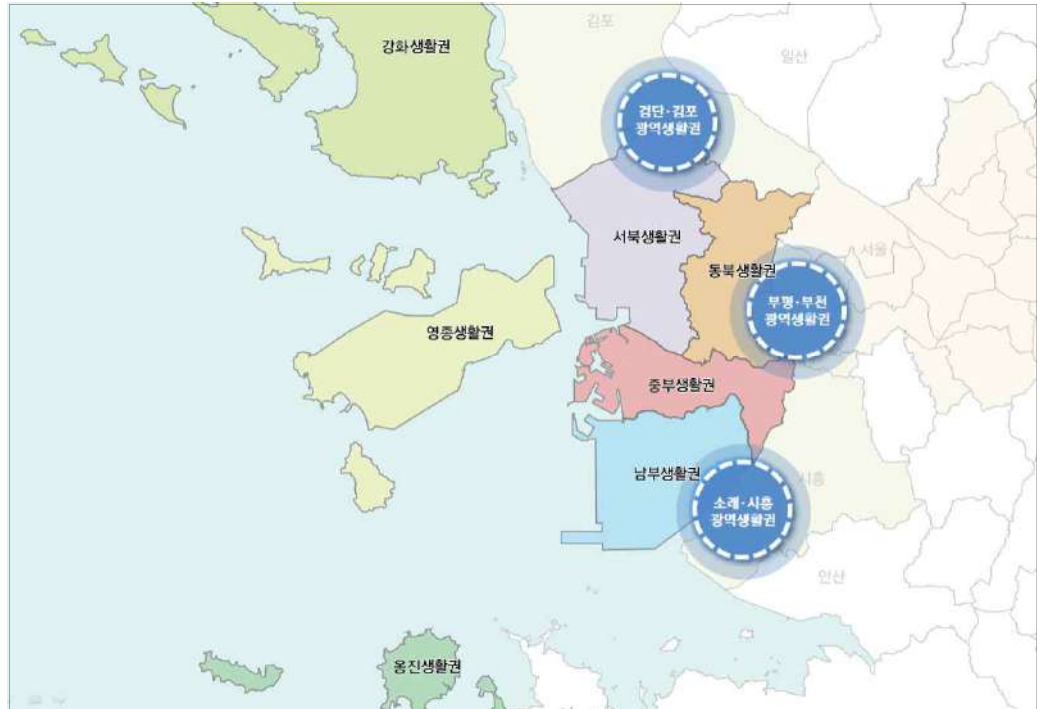 강화생활권
김포
일산
검단·김포
광역생활권
서북생활권
동북생활권
서울
부평·부천
광역생활권
영종생활권
중부생활권
남부생활권
시흥
소래·시흥
광역생활권
안산
옹진생활권